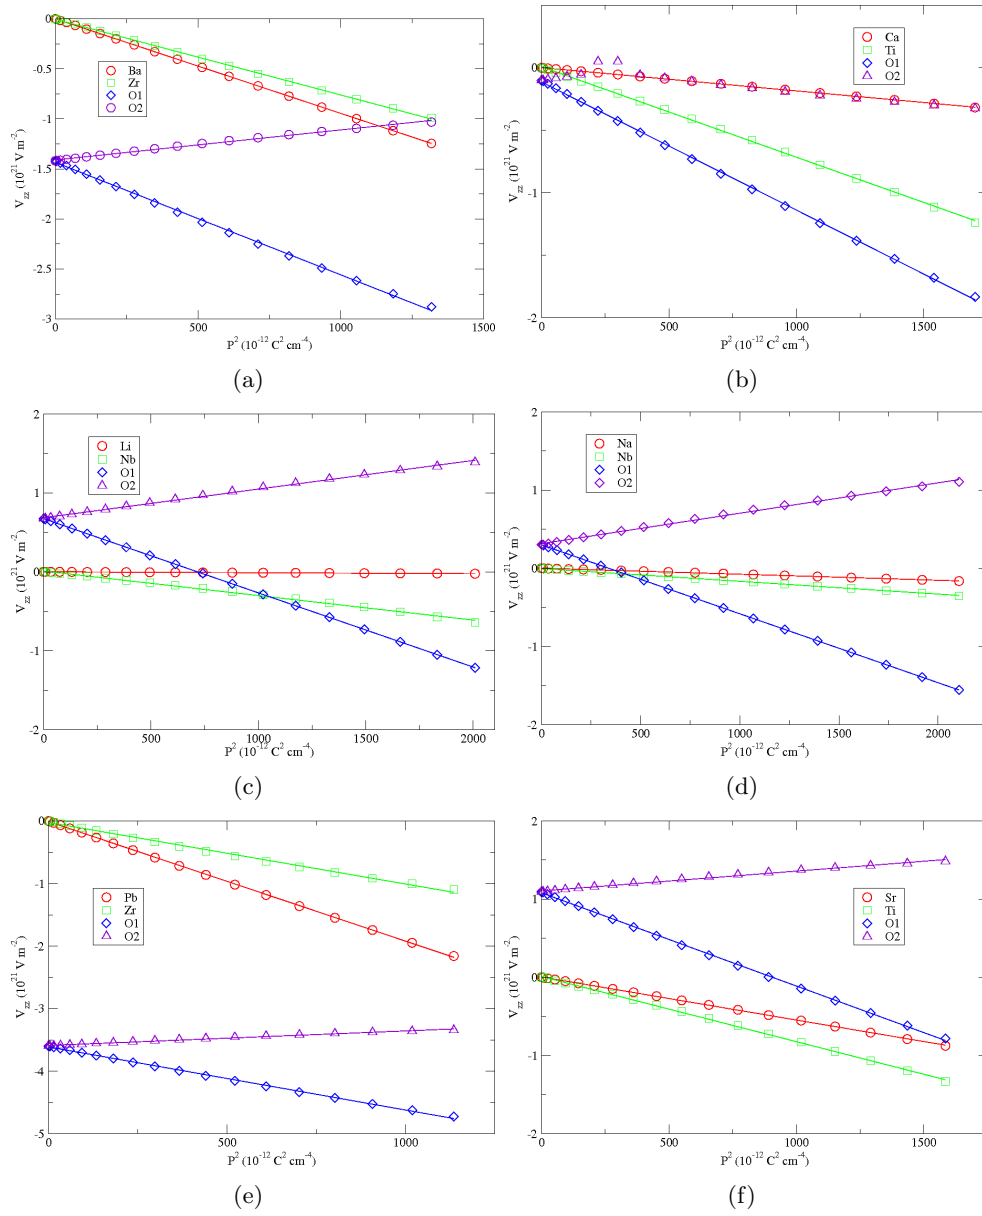 0
-0.5
-1
-1.5
-2
-2.5
-3
V_zz (10^21 V m^-2)
Ba
Zr
O1
O2
0 500 1000 1500
P^2 (10^-12 C^2 cm^-4)
(a)
0
-1
-2
V_zz (10^21 V m^-2)
Ca
Ti
O1
O2
0 500 1000 1500
P^2 (10^-12 C^2 cm^-4)
(b)
2
1
0
-1
-2
V_zz (10^21 V m^-2)
Li
Nb
O1
O2
0 500 1000 1500 2000
P^2 (10^-12 C^2 cm^-4)
(c)
2
1
0
-1
-2
V_zz (10^21 V m^-2)
Na
Nb
O1
O2
0 500 1000 1500 2000
P^2 (10^-12 C^2 cm^-4)
(d)
0
-1
-2
-3
-4
-5
V_zz (10^21 V m^-2)
Pb
Zr
O1
O2
0 500 1000
P^2 (10^-12 C^2 cm^-4)
(e)
2
1
0
-1
-2
V_zz (10^21 V m^-2)
Sr
Ti
O1
O2
0 500 1000 1500
P^2 (10^-12 C^2 cm^-4)
(f)